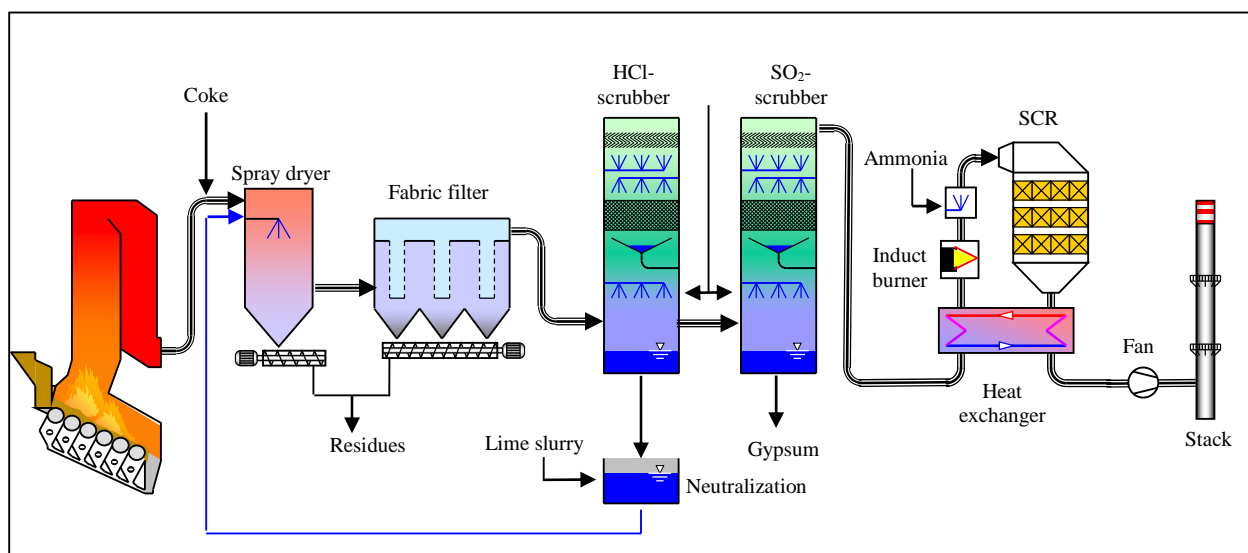 Coke
Spray dryer
Fabric filter
HCl-
scrubber
SO₂-
scrubber
SCR
Ammonia
Induct
burner
Heat
exchanger
Fan
Stack
Residues
Lime slurry
Neutralization
Gypsum